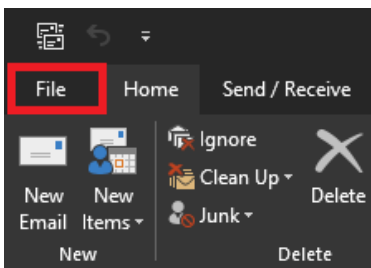 File Home Send / Receive
Ignore
Clean Up
Junk
New Email
New Items
Delete
New
Delete